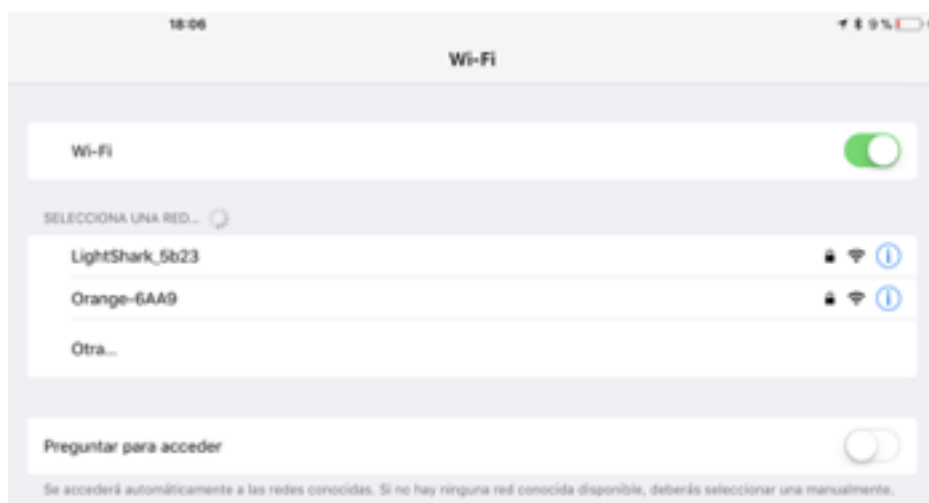 18:06
9 %
Wi-Fi
Wi-Fi
SELECCIONA UNA RED...
LightShark_5b23
Orange-6AA9
Otra...
Preguntar para acceder
Se accederá automáticamente a las redes conocidas. Si no hay ninguna red conocida disponible, deberás seleccionar una manualmente.